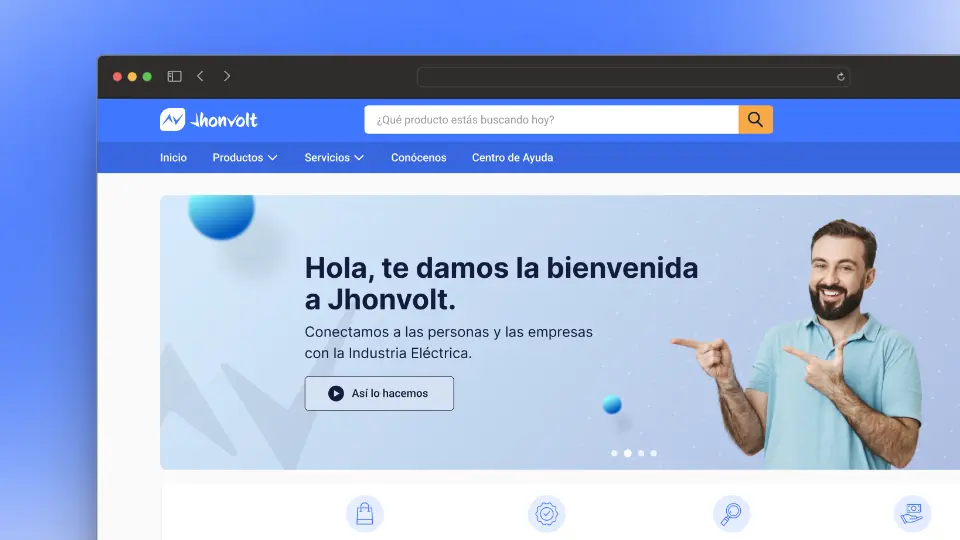 Jhonvolt
¿Qué producto estás buscando hoy?
Inicio
Productos
Servicios
Conócenos
Centro de Ayuda
Hola, te damos la bienvenida
a Jhonvolt.
Conectamos a las personas y las empresas
con la Industria Eléctrica.
Así lo hacemos